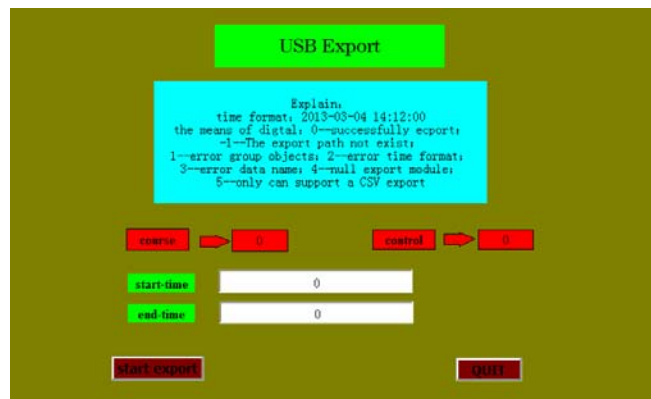 USB Export
Explain:
time format: 2013-03-04 14:12:00
the means of digtal: 0--successfully ecport;
-1--The export path not exist;
1--error group objects; 2--error time format;
3--error data name; 4--null export module;
5--only can support a CSV export
course 0 control 0
start-time 0
end-time 0
start export QUIT